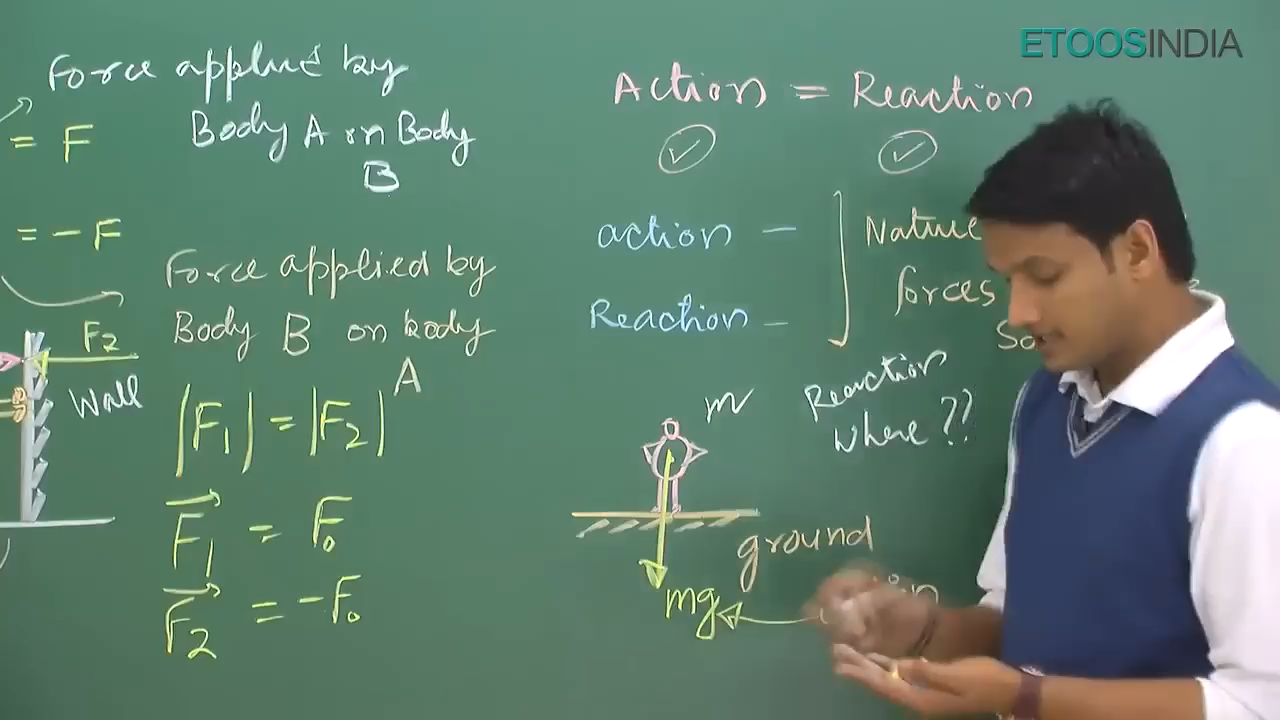 ETOOSINDIA
Force applied by
Body A on Body
B
= F
= - F
Force applied by
Body B on body
A
F2
Wall
|F1| = |F2|
F1 = F0
F2 = -F0
Action = Reaction
action -
Reaction -
Nature
forces
Reaction
where ??
m
ground
mg